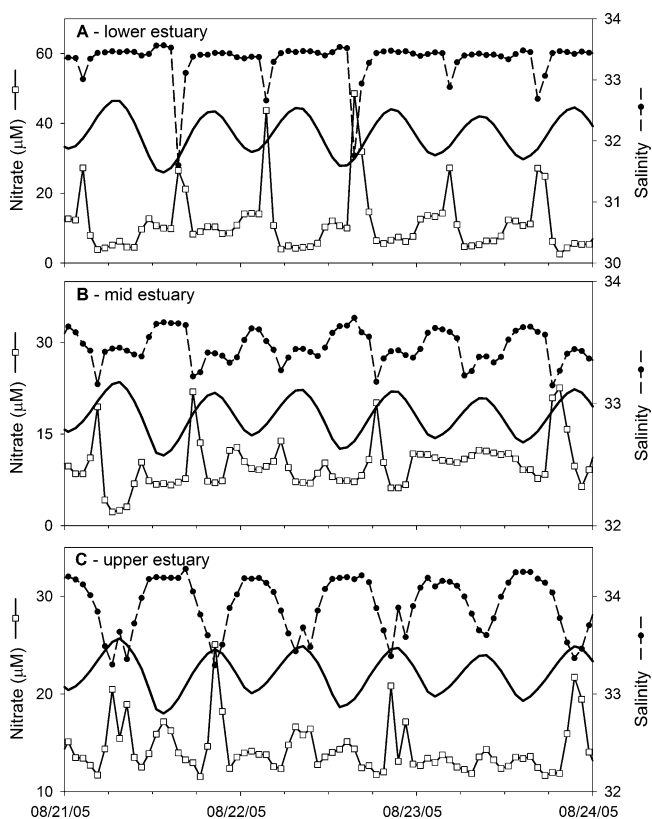 A - lower estuary
60
40
20
0
Nitrate (μM)
34
33
32
31
30
Salinity
B - mid estuary
30
15
0
Nitrate (μM)
34
33
32
Salinity
C - upper estuary
30
20
10
Nitrate (μM)
34
33
32
Salinity
08/21/05 08/22/05 08/23/05 08/24/05